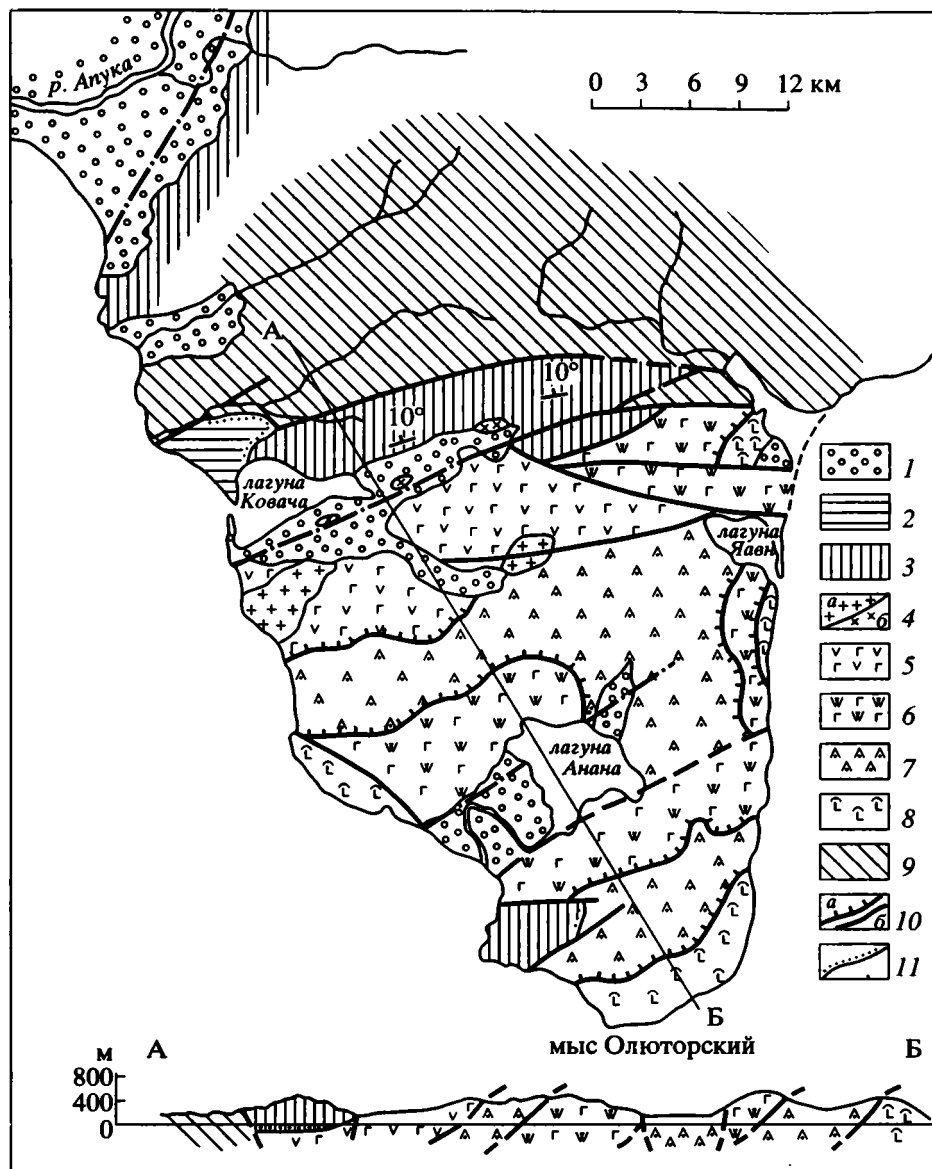 р. Апука
0 3 6 9 12 км
А
10°
10°
лагуна
Ковача
лагуна
Яавн
лагуна
Анана
1
2
3
а б 4
5
6
7
8
9
а б 10
11
Б
мыс Олюторский
м А Б
800
400
0